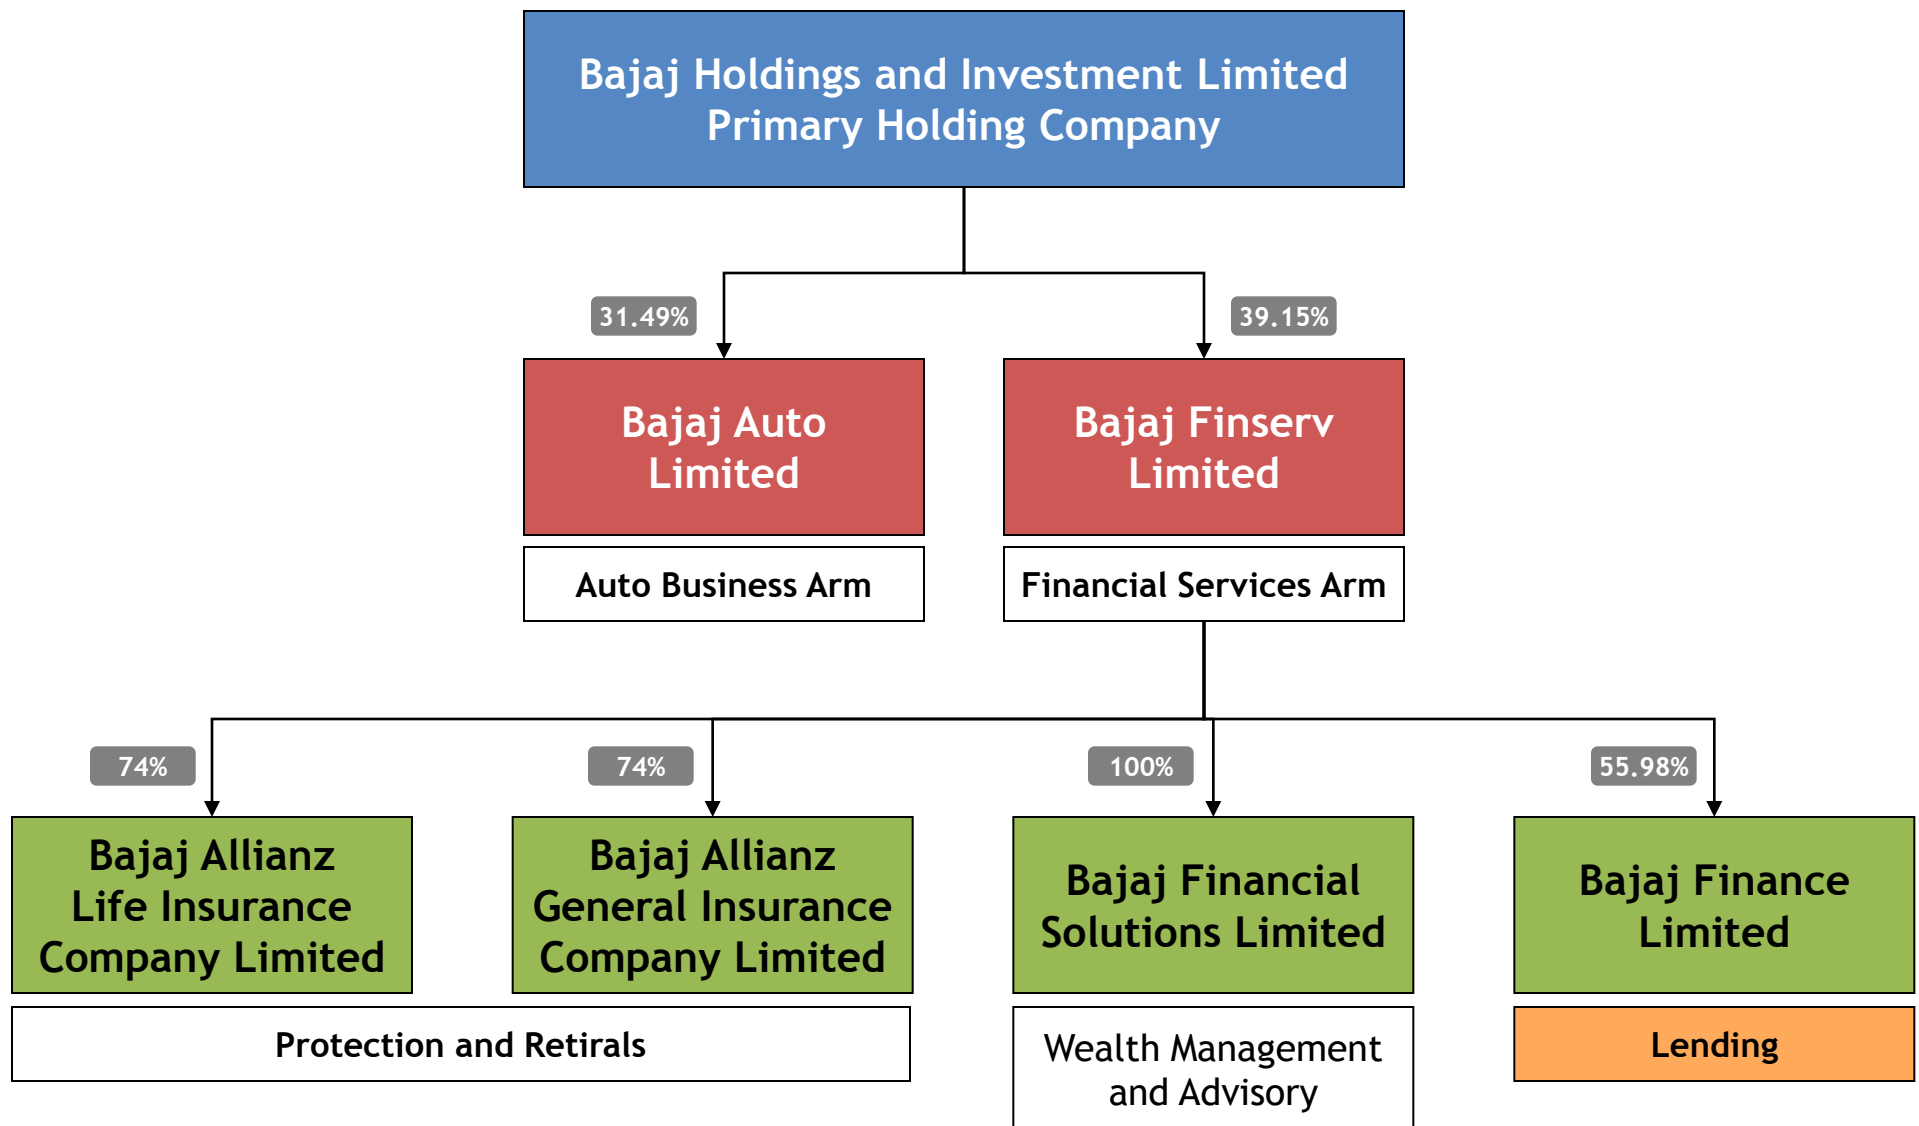 Bajaj Holdings and Investment Limited
Primary Holding Company
31.49%
39.15%
Bajaj Auto
Limited
Bajaj Finserv
Limited
Auto Business Arm
Financial Services Arm
74%
74%
100%
55.98%
Bajaj Allianz
Life Insurance
Company Limited
Bajaj Allianz
General Insurance
Company Limited
Bajaj Financial
Solutions Limited
Bajaj Finance
Limited
Protection and Retirals
Wealth Management
and Advisory
Lending